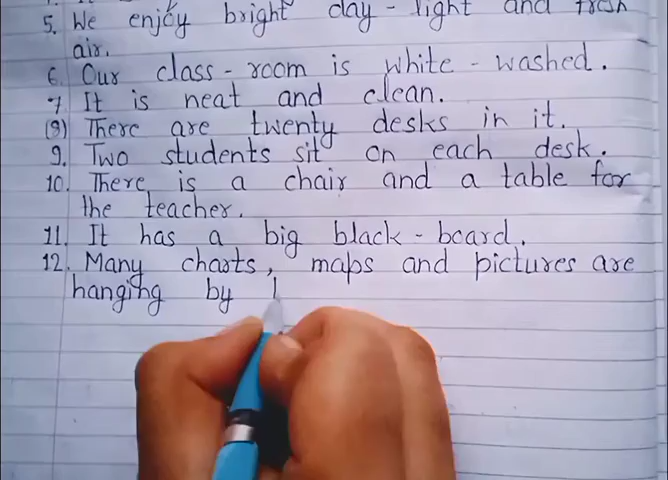 5. We enjoy bright day-light and fresh
air.
6. Our class-room is white-washed.
7. It is neat and clean.
(8) There are twenty desks in it.
9. Two students sit on each desk.
10. There is a chair and a table for
the teacher.
11. It has a big black-board.
12. Many charts, maps and pictures are
hanging by